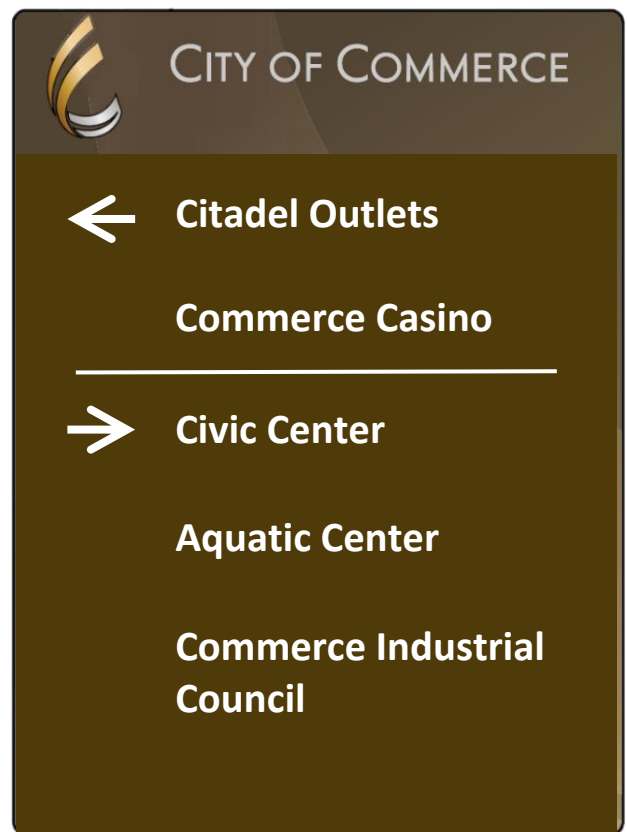 CITY OF COMMERCE
Citadel Outlets
Commerce Casino
Civic Center
Aquatic Center
Commerce Industrial
Council